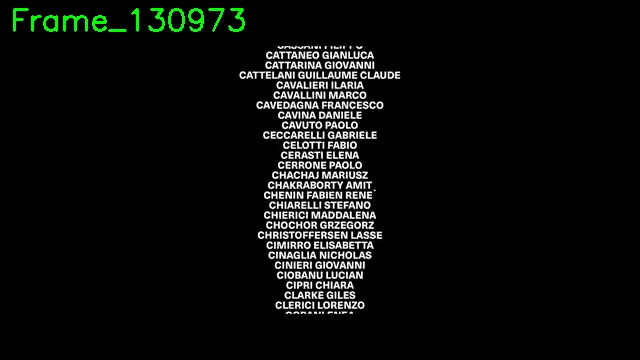 Frame_130973
CASSANI FILIPPO
CATTANEO GIANLUCA
CATTARINA GIOVANNI
CATTELANI GUILLAUME CLAUDE
CAVALIERI ILARIA
CAVALLINI MARCO
CAVEDAGNA FRANCESCO
CAVINA DANIELE
CAVUTO PAOLO
CECCARELLI GABRIELE
CELOTTI FABIO
CERASTI ELENA
CERRONE PAOLO
CHACHAJ MARIUSZ
CHAKRABORTY AMIT
CHENIN FABIEN RENE'
CHIARELLI STEFANO
CHIERICI MADDALENA
CHOCHOR GRZEGORZ
CHRISTOFFERSEN LASSE
CIMIRRO ELISABETTA
CINAGLIA NICHOLAS
CINIERI GIOVANNI
CIOBANU LUCIAN
CIPRI CHIARA
CLARKE GILES
CLERICI LORENZO